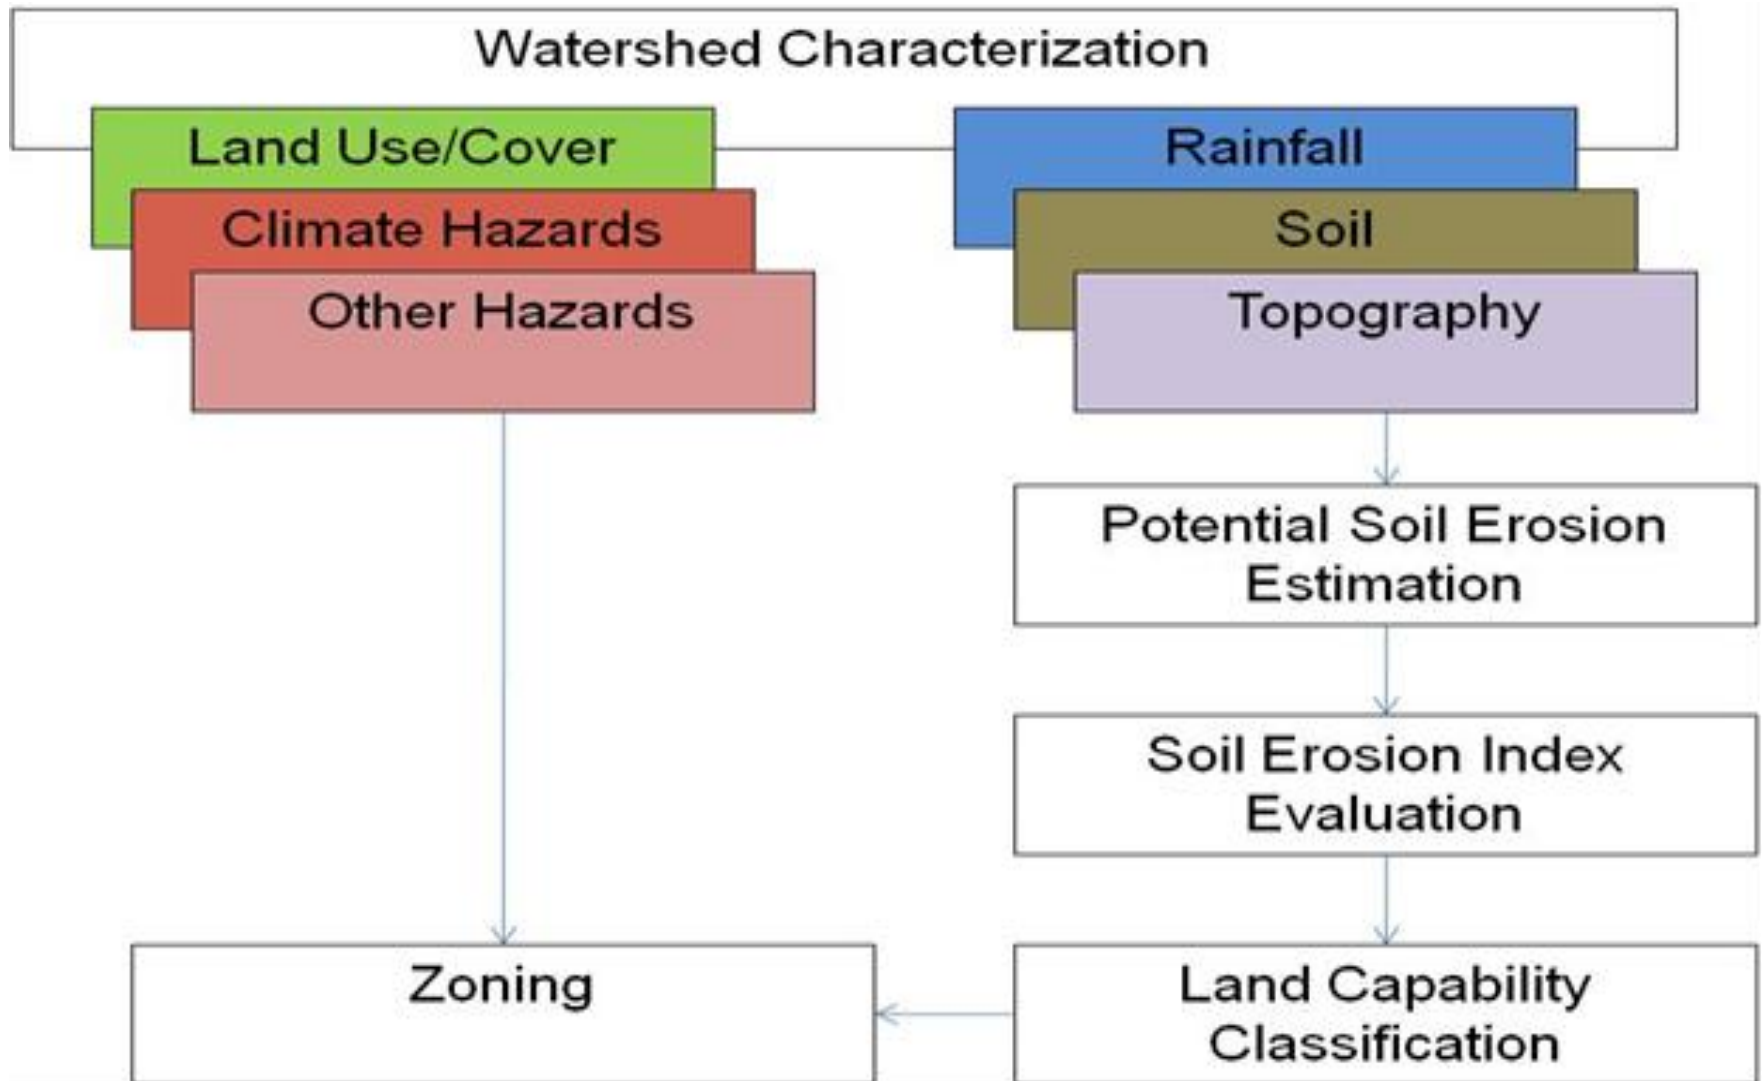 Watershed Characterization
Land Use/Cover
Climate Hazards
Other Hazards
Rainfall
Soil
Topography
Potential Soil Erosion
Estimation
Soil Erosion Index
Evaluation
Land Capability
Classification
Zoning